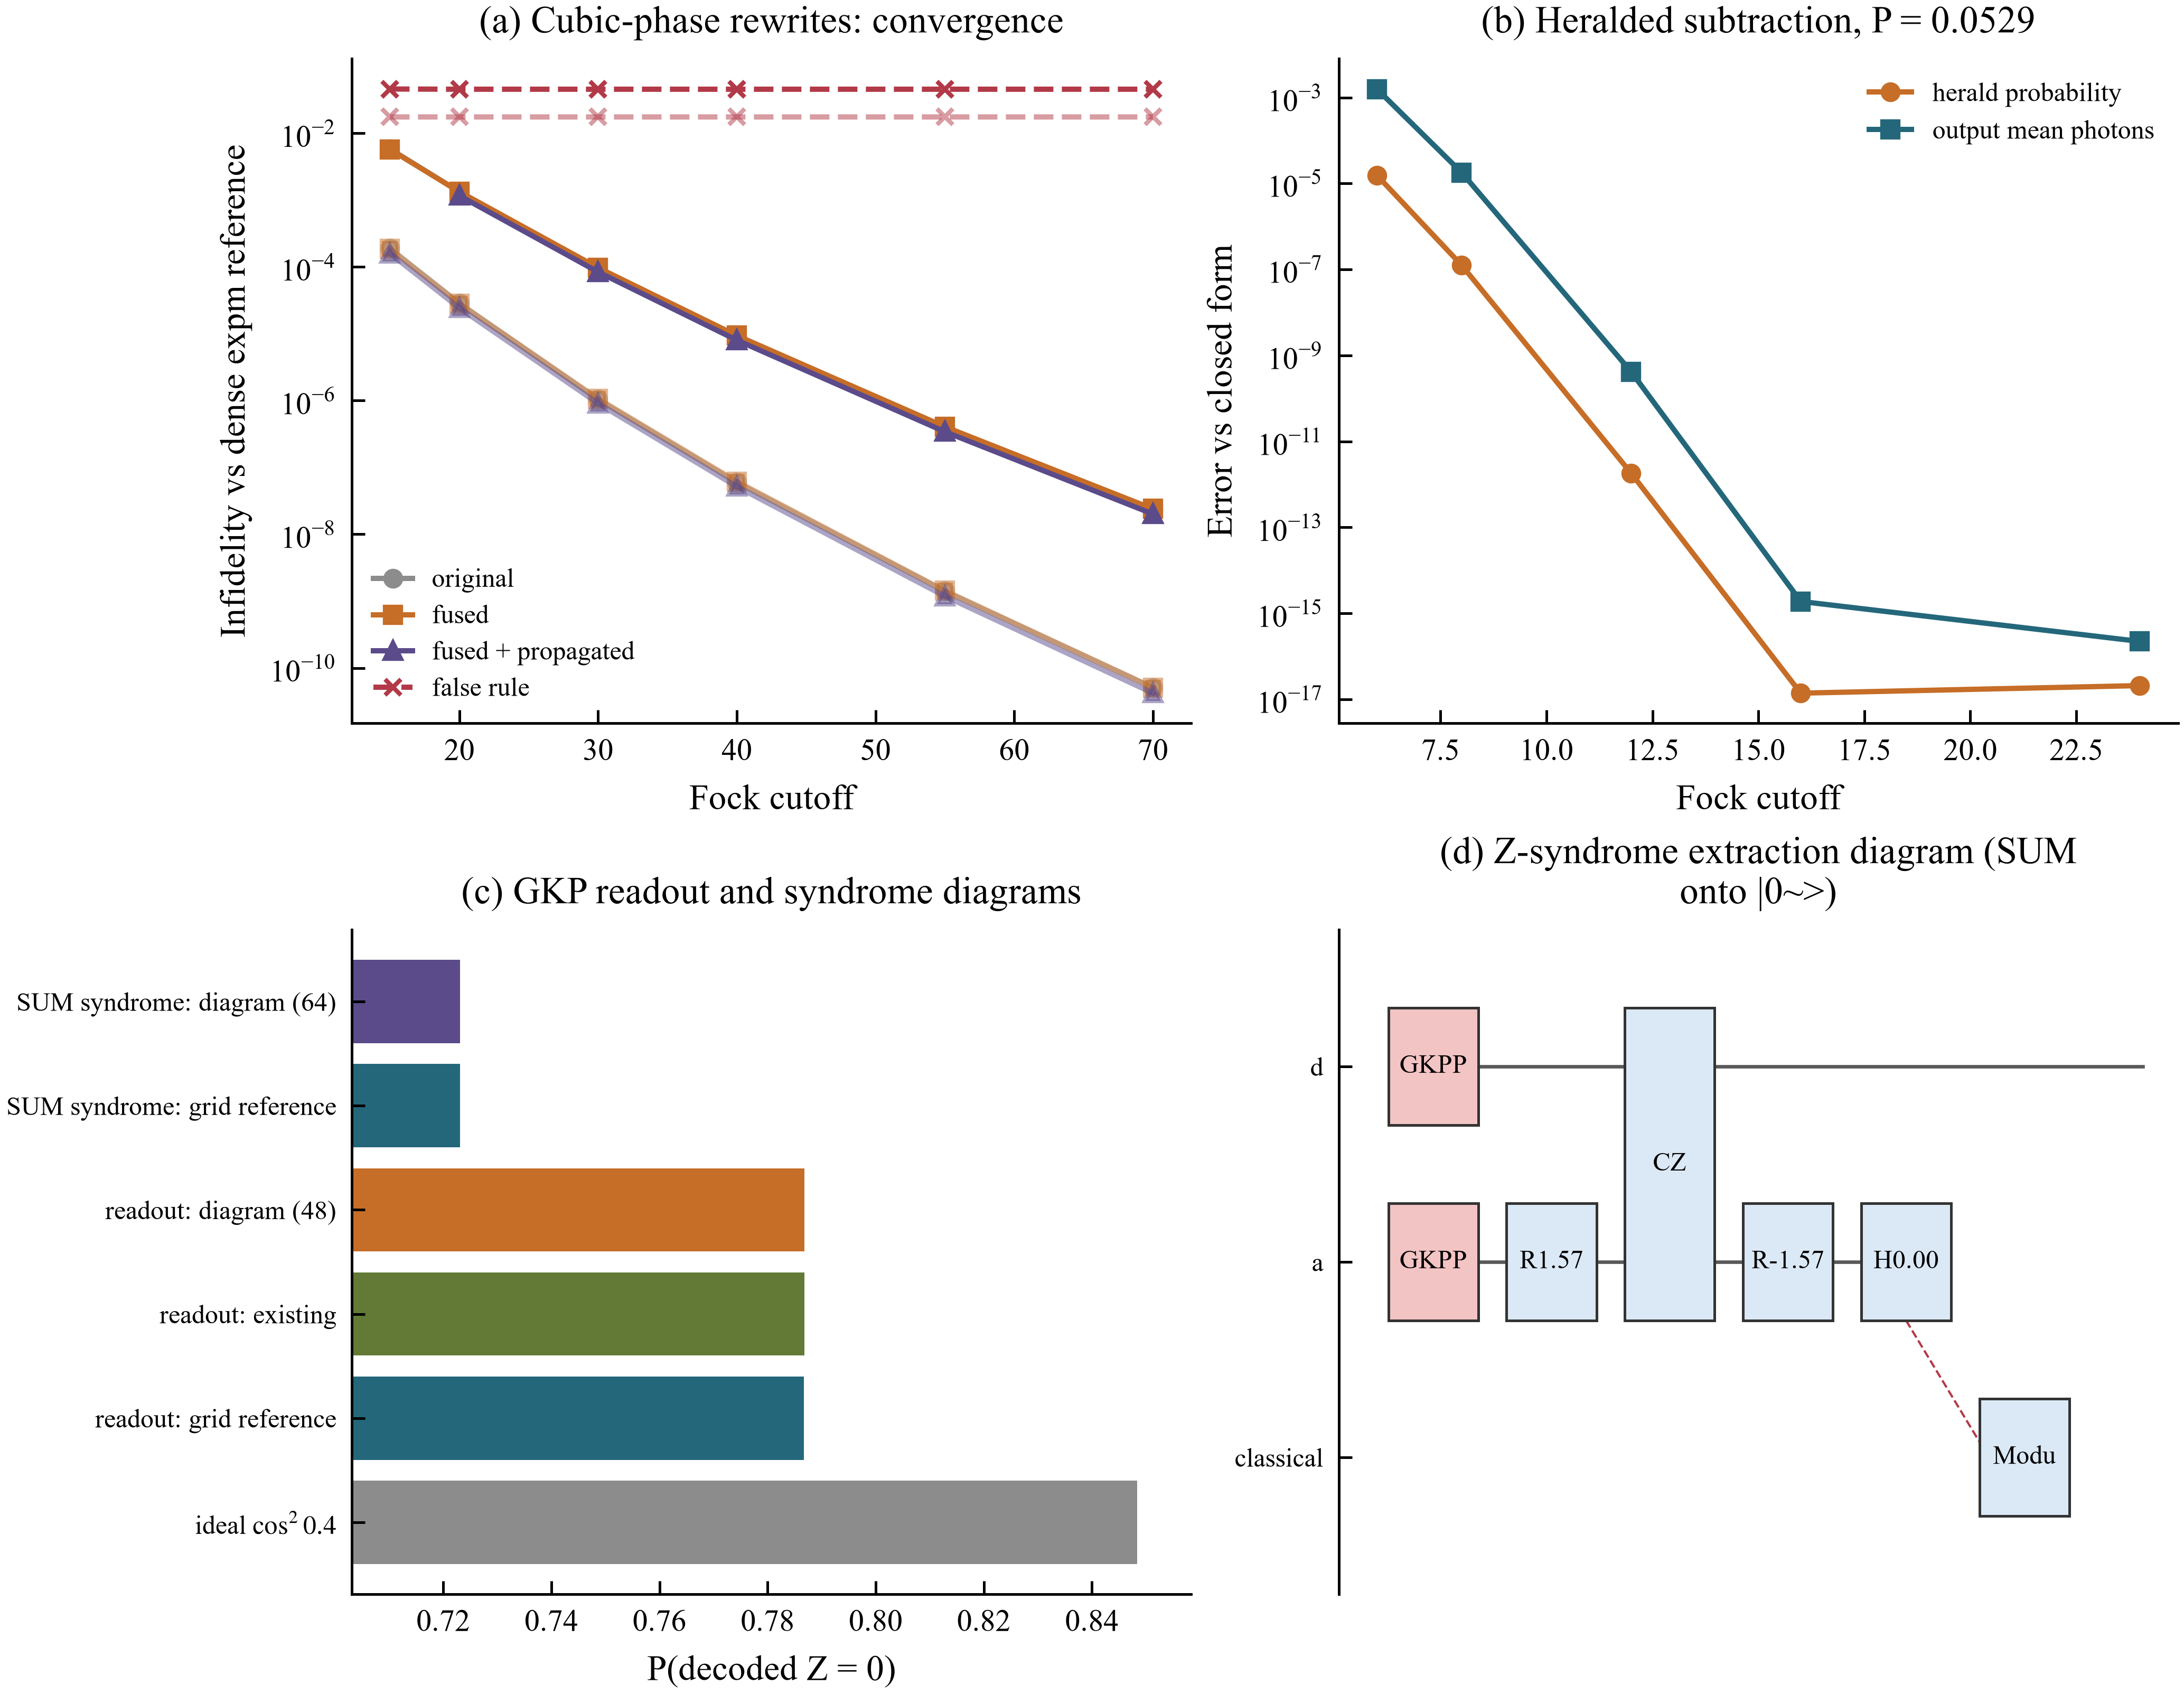 (a) Cubic-phase rewrites: convergence
Infidelity vs dense expm reference
10⁻²
10⁻⁴
10⁻⁶
10⁻⁸
10⁻¹⁰
original
fused
fused + propagated
false rule
20 30 40 50 60 70
Fock cutoff
(b) Heralded subtraction, P = 0.0529
Error vs closed form
10⁻³
10⁻⁵
10⁻⁷
10⁻⁹
10⁻¹¹
10⁻¹³
10⁻¹⁵
10⁻¹⁷
herald probability
output mean photons
7.5 10.0 12.5 15.0 17.5 20.0 22.5
Fock cutoff
(c) GKP readout and syndrome diagrams
SUM syndrome: diagram (64)
SUM syndrome: grid reference
readout: diagram (48)
readout: existing
readout: grid reference
ideal cos² 0.4
0.72 0.74 0.76 0.78 0.80 0.82 0.84
P(decoded Z = 0)
(d) Z-syndrome extraction diagram (SUM
onto |0~>)
d
GKPP
CZ
a
GKPP
R1.57
R-1.57
H0.00
classical
Modu